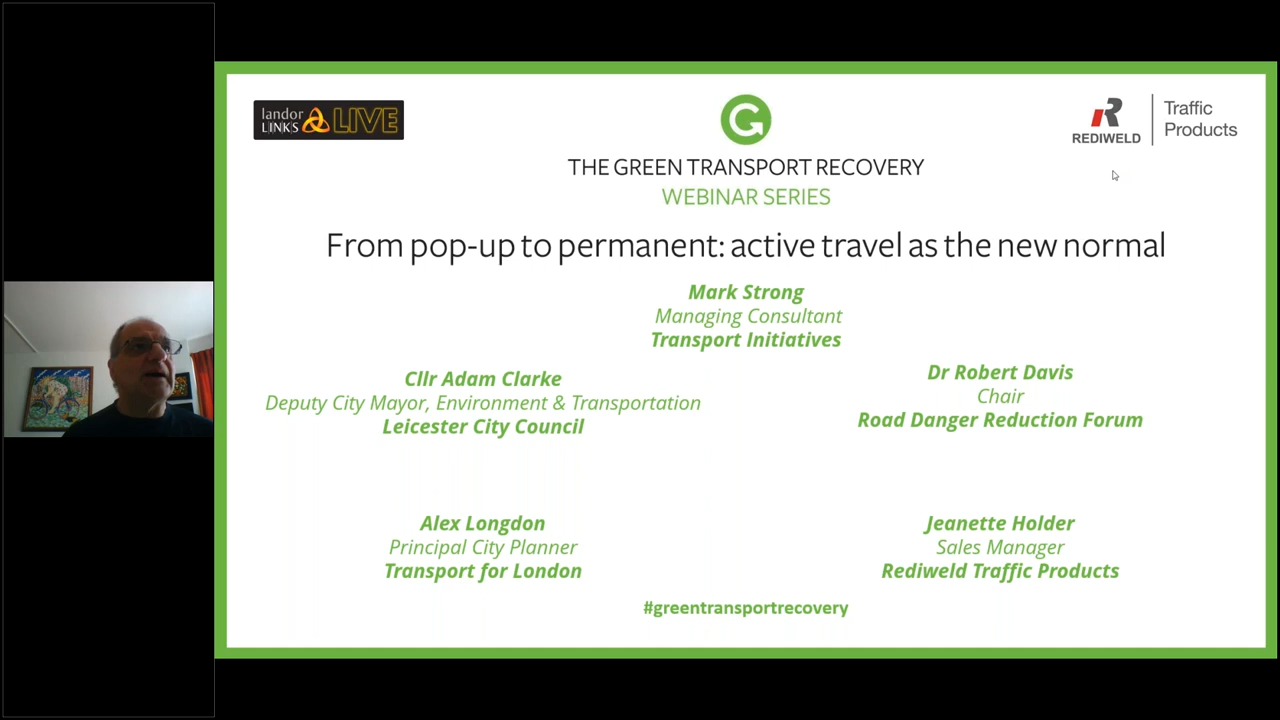 landor
LINKS LIVE
G
REDIWELD
Traffic
Products
THE GREEN TRANSPORT RECOVERY
WEBINAR SERIES
From pop-up to permanent: active travel as the new normal
Mark Strong
Managing Consultant
Transport Initiatives
Cllr Adam Clarke
Deputy City Mayor, Environment & Transportation
Leicester City Council
Dr Robert Davis
Chair
Road Danger Reduction Forum
Alex Longdon
Principal City Planner
Transport for London
Jeanette Holder
Sales Manager
Rediweld Traffic Products
#greentransportrecovery